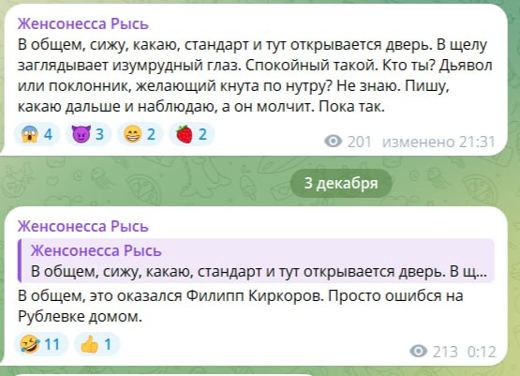 Женсонесса Рысь
В общем, сижу, какаю, стандарт и тут открывается дверь. В щелу
заглядывает изумрудный глаз. Спокойный такой. Кто ты? Дьявол
или поклонник, желающий кнута по нутру? Не знаю. Пишу,
какаю дальше и наблюдаю, а он молчит. Пока так.
4 3 2 2 201 изменено 21:31
3 декабря
Женсонесса Рысь
Женсонесса Рысь
В общем, сижу, какаю, стандарт и тут открывается дверь. В щ...
В общем, это оказался Филипп Киркоров. Просто ошибся на
Рублевке домом.
11 1 213 0:12